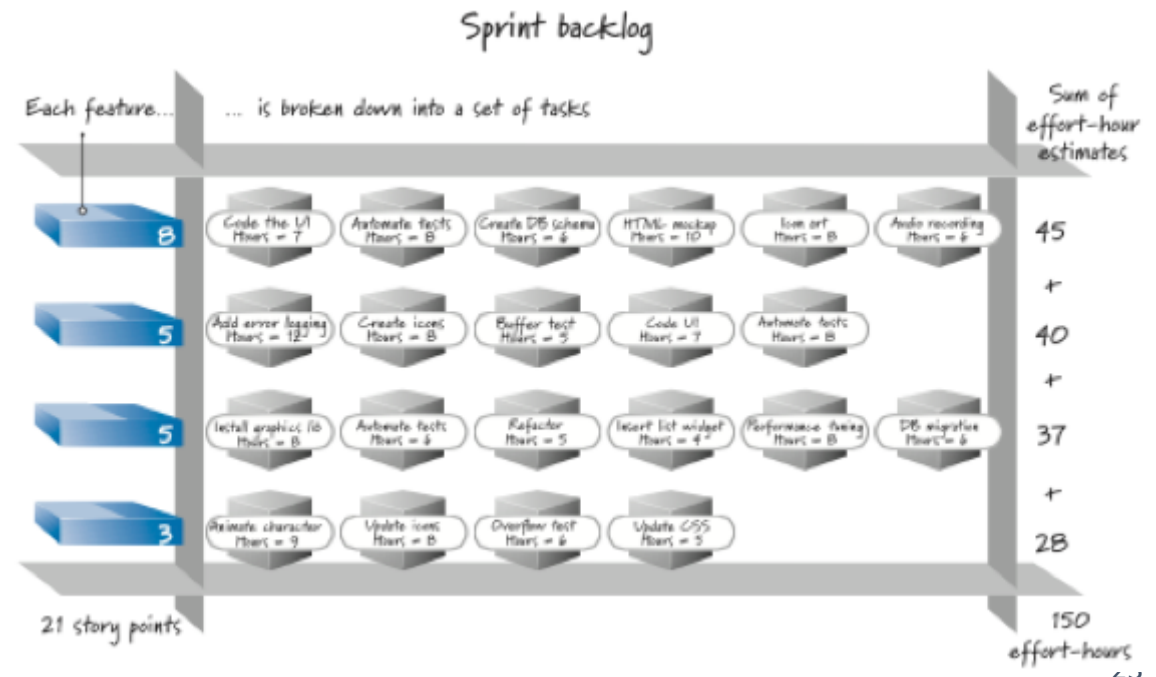 Sprint backlog
Each feature...
... is broken down into a set of tasks
Sum of
effort-hour
estimates
8
Code the UI
Hours = 7
Automate tests
Hours = 8
Create DB schema
Hours = 6
HTML mockup
Hours = 10
Icon art
Hours = 8
Audio recording
Hours = 6
45
+
5
Add error logging
Hours = 12
Create icons
Hours = 8
Buffer test
Hours = 5
Code UI
Hours = 7
Automate tests
Hours = 8
40
+
5
Install graphics lib
Hours = 8
Automate tests
Hours = 6
Refactor
Hours = 5
Insert list widget
Hours = 4
Performance tuning
Hours = 8
DB migration
Hours = 6
37
+
3
Animate character
Hours = 9
Update icons
Hours = 8
Overflow test
Hours = 6
Update CSS
Hours = 5
28
21 story points
150
effort-hours